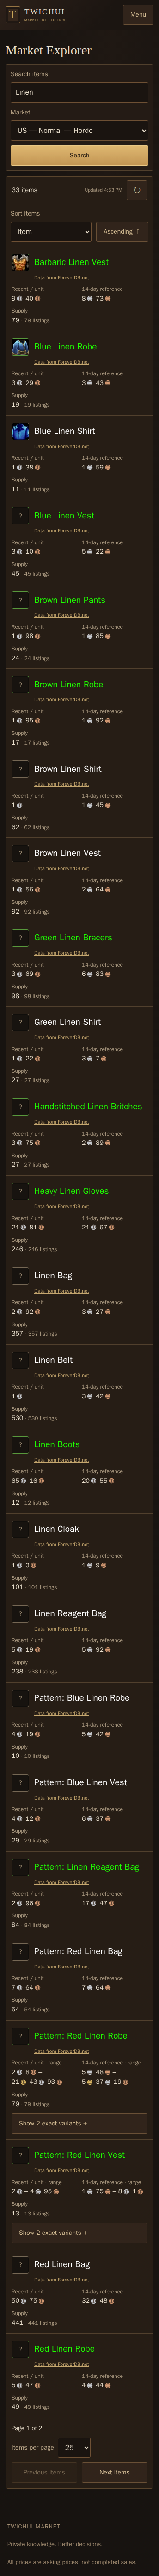 T
TWICHUI
MARKET INTELLIGENCE
Menu
Market Explorer
Search items
Linen
Market
US — Normal — Horde
Search
33 items
Updated 4:53 PM
Sort items
Item
Ascending ↑
Barbaric Linen Vest
Data from ForeverDB.net
Recent / unit 14-day reference
9 40 8 73
Supply
79 · 79 listings
Blue Linen Robe
Data from ForeverDB.net
Recent / unit 14-day reference
3 29 3 43
Supply
19 · 19 listings
Blue Linen Shirt
Data from ForeverDB.net
Recent / unit 14-day reference
1 38 1 59
Supply
11 · 11 listings
?
Blue Linen Vest
Data from ForeverDB.net
Recent / unit 14-day reference
3 10 5 22
Supply
45 · 45 listings
?
Brown Linen Pants
Data from ForeverDB.net
Recent / unit 14-day reference
1 98 1 85
Supply
24 · 24 listings
?
Brown Linen Robe
Data from ForeverDB.net
Recent / unit 14-day reference
1 95 1 92
Supply
17 · 17 listings
?
Brown Linen Shirt
Data from ForeverDB.net
Recent / unit 14-day reference
1 1 45
Supply
62 · 62 listings
?
Brown Linen Vest
Data from ForeverDB.net
Recent / unit 14-day reference
1 56 2 64
Supply
92 · 92 listings
?
Green Linen Bracers
Data from ForeverDB.net
Recent / unit 14-day reference
3 69 6 83
Supply
98 · 98 listings
?
Green Linen Shirt
Data from ForeverDB.net
Recent / unit 14-day reference
1 22 3 7
Supply
27 · 27 listings
?
Handstitched Linen Britches
Data from ForeverDB.net
Recent / unit 14-day reference
3 75 2 89
Supply
27 · 27 listings
?
Heavy Linen Gloves
Data from ForeverDB.net
Recent / unit 14-day reference
21 81 21 67
Supply
246 · 246 listings
?
Linen Bag
Data from ForeverDB.net
Recent / unit 14-day reference
2 92 3 27
Supply
357 · 357 listings
?
Linen Belt
Data from ForeverDB.net
Recent / unit 14-day reference
1 3 42
Supply
530 · 530 listings
?
Linen Boots
Data from ForeverDB.net
Recent / unit 14-day reference
65 16 20 55
Supply
12 · 12 listings
?
Linen Cloak
Data from ForeverDB.net
Recent / unit 14-day reference
1 3 1 9
Supply
101 · 101 listings
?
Linen Reagent Bag
Data from ForeverDB.net
Recent / unit 14-day reference
5 19 5 92
Supply
238 · 238 listings
?
Pattern: Blue Linen Robe
Data from ForeverDB.net
Recent / unit 14-day reference
4 19 5 42
Supply
10 · 10 listings
?
Pattern: Blue Linen Vest
Data from ForeverDB.net
Recent / unit 14-day reference
4 12 6 37
Supply
29 · 29 listings
?
Pattern: Linen Reagent Bag
Data from ForeverDB.net
Recent / unit 14-day reference
2 96 17 47
Supply
84 · 84 listings
?
Pattern: Red Linen Bag
Data from ForeverDB.net
Recent / unit 14-day reference
7 64 7 64
Supply
54 · 54 listings
?
Pattern: Red Linen Robe
Data from ForeverDB.net
Recent / unit · range 14-day reference · range
2 8 – 5 48 –
21 43 93 5 37 19
Supply
79 · 79 listings
Show 2 exact variants +
?
Pattern: Red Linen Vest
Data from ForeverDB.net
Recent / unit · range 14-day reference · range
2 – 4 95 1 75 – 8 1
Supply
13 · 13 listings
Show 2 exact variants +
?
Red Linen Bag
Data from ForeverDB.net
Recent / unit 14-day reference
50 75 32 48
Supply
441 · 441 listings
?
Red Linen Robe
Data from ForeverDB.net
Recent / unit 14-day reference
5 47 4 44
Supply
49 · 49 listings
Page 1 of 2
Items per page 25
Previous items Next items
TWICHUI MARKET
Private knowledge. Better decisions.
All prices are asking prices, not completed sales.